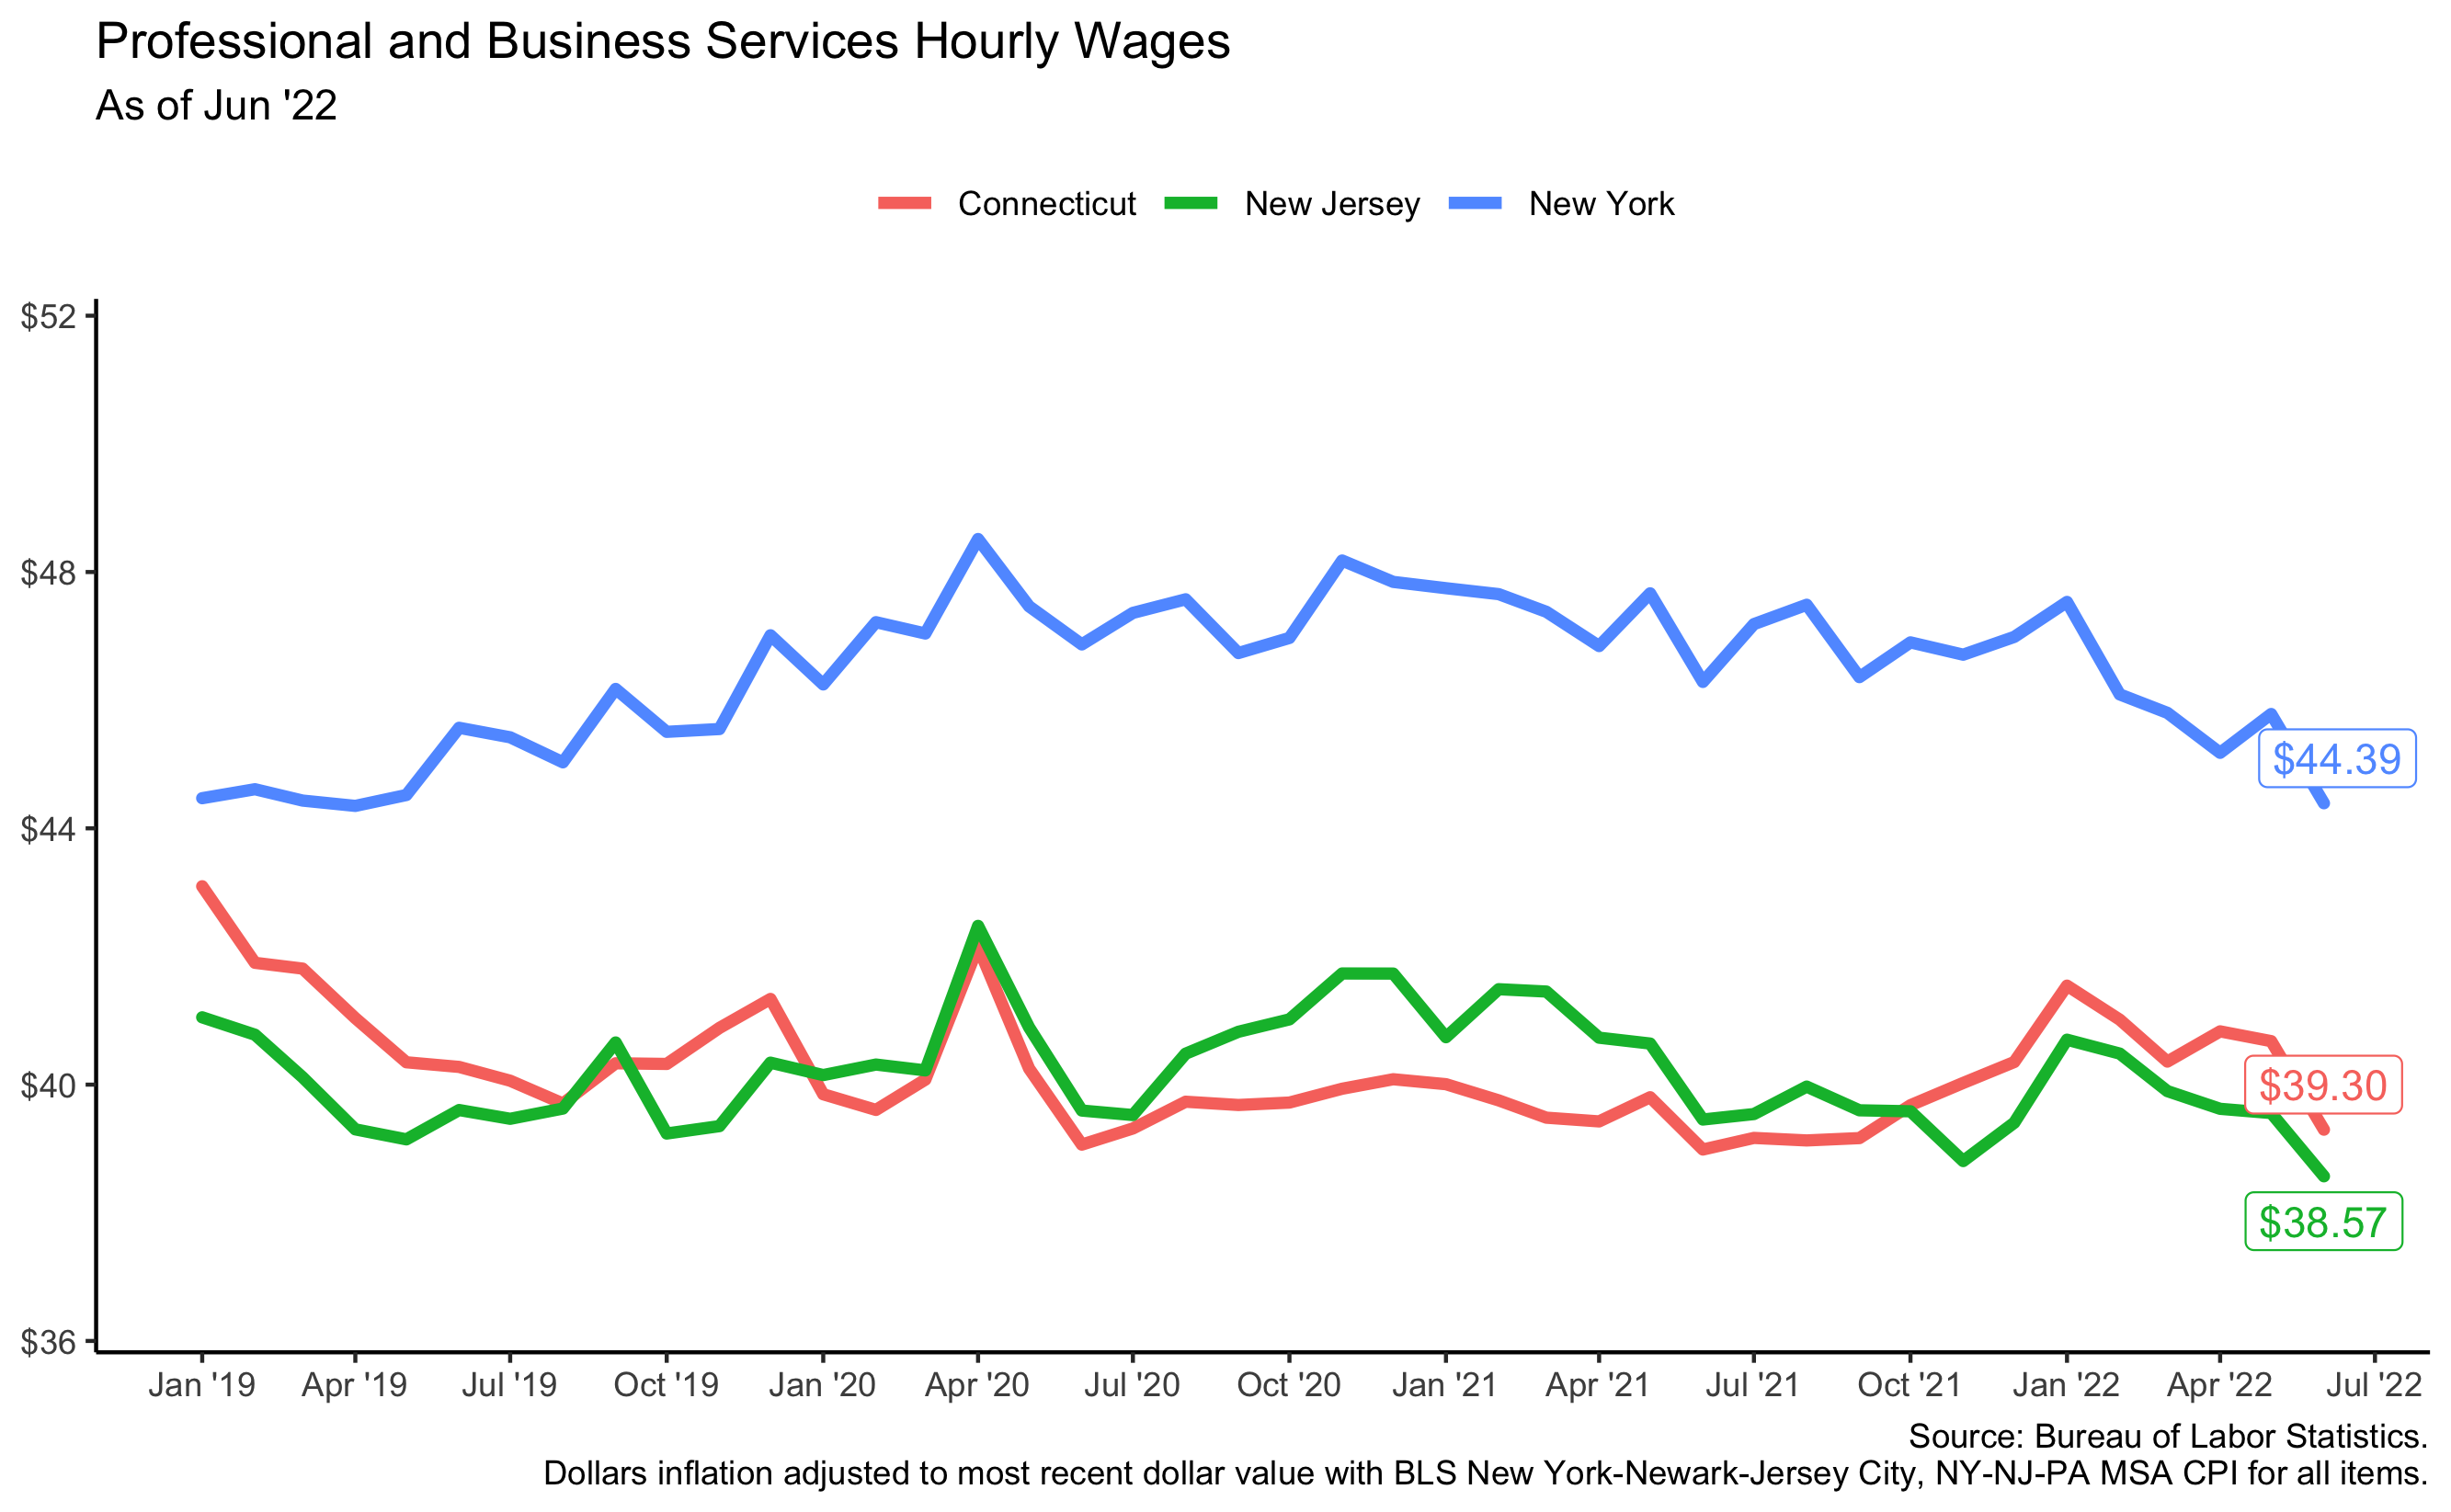 Professional and Business Services Hourly Wages
As of Jun '22
Connecticut New Jersey New York
$52
$48
$44
$40
$36
$44.39
$39.30
$38.57
Jan '19 Apr '19 Jul '19 Oct '19 Jan '20 Apr '20 Jul '20 Oct '20 Jan '21 Apr '21 Jul '21 Oct '21 Jan '22 Apr '22 Jul '22
Source: Bureau of Labor Statistics.
Dollars inflation adjusted to most recent dollar value with BLS New York-Newark-Jersey City, NY-NJ-PA MSA CPI for all items.